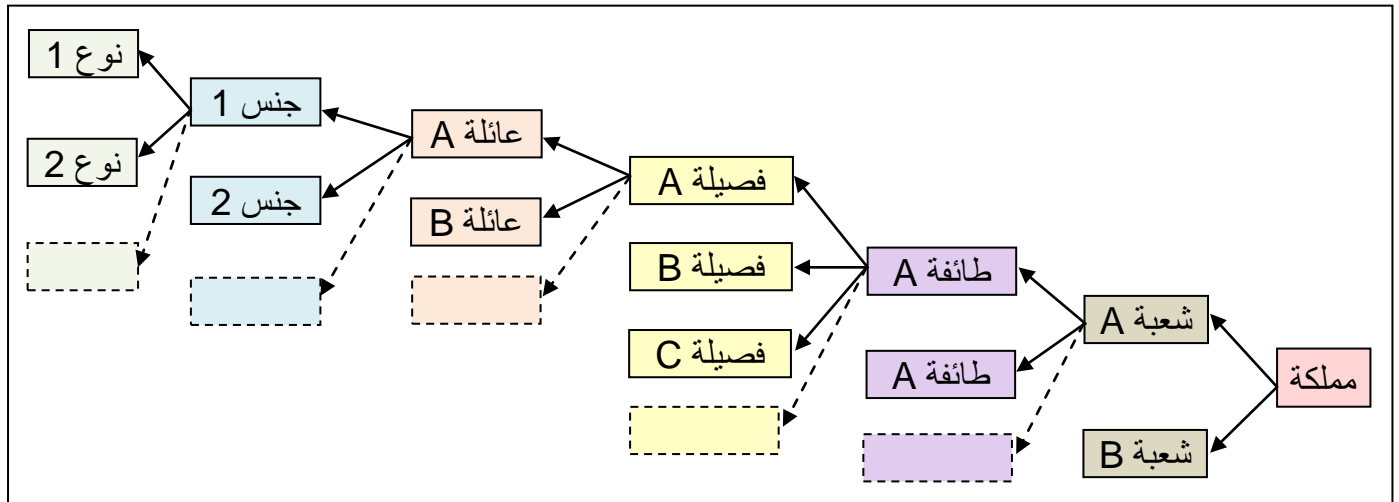 مملكة
شعبة A
شعبة B
طائفة A
طائفة A
فصيلة A
فصيلة B
فصيلة C
عائلة A
عائلة B
جنس 1
جنس 2
نوع 1
نوع 2